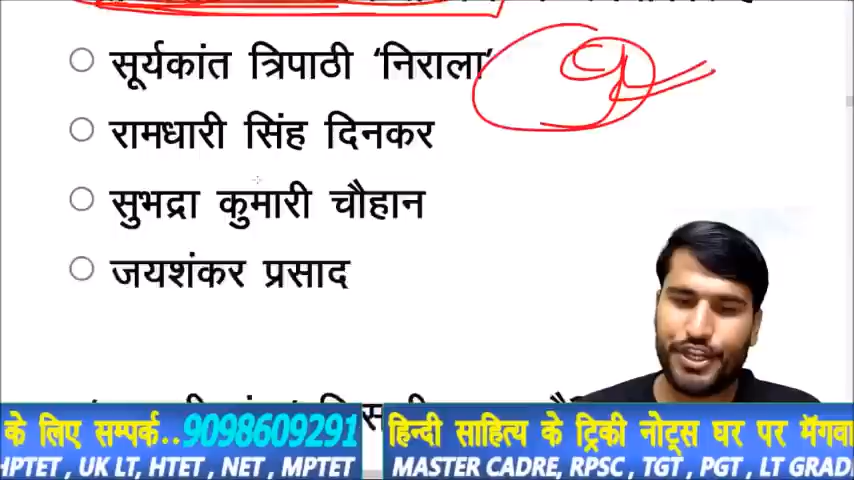 सूर्यकांत त्रिपाठी ‘निराला’
रामधारी सिंह दिनकर
सुभद्रा कुमारी चौहान
जयशंकर प्रसाद
के लिए सम्पर्क..9098609291
हिन्दी साहित्य के ट्रिकी नोट्स घर पर मॅगवा
HPTET , UK LT, HTET , NET , MPTET
MASTER CADRE, RPSC , TGT , PGT , LT GRAD